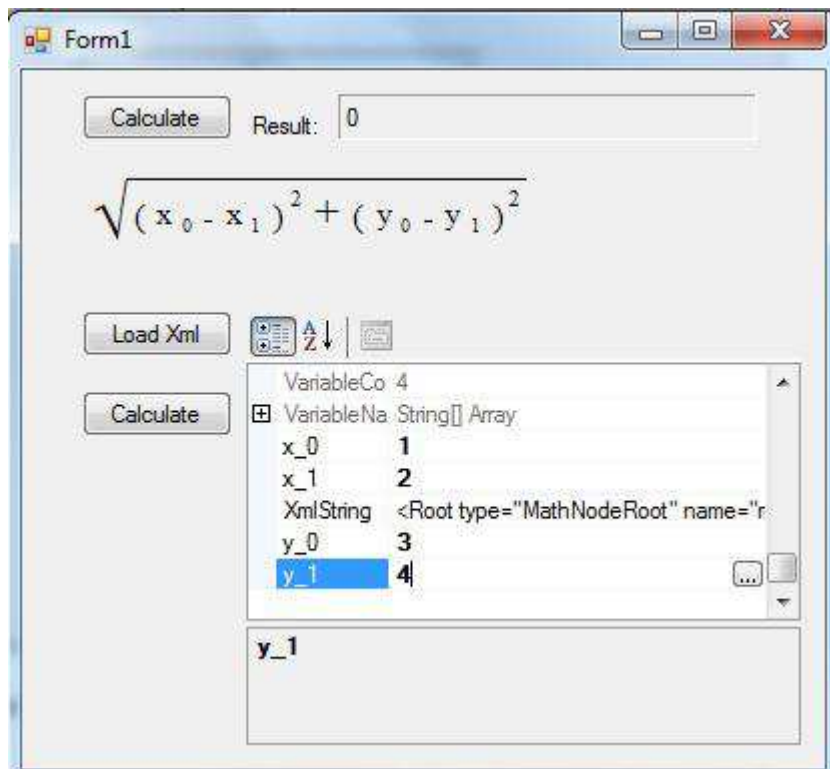 Form1
Calculate Result: 0
√(x₀ - x₁)² + (y₀ - y₁)²
Load Xml
Calculate
VariableCo 4
VariableNa String[] Array
x_0 1
x_1 2
XmlString <Root type="MathNodeRoot" name="r
y_0 3
y_1 4
...
y_1